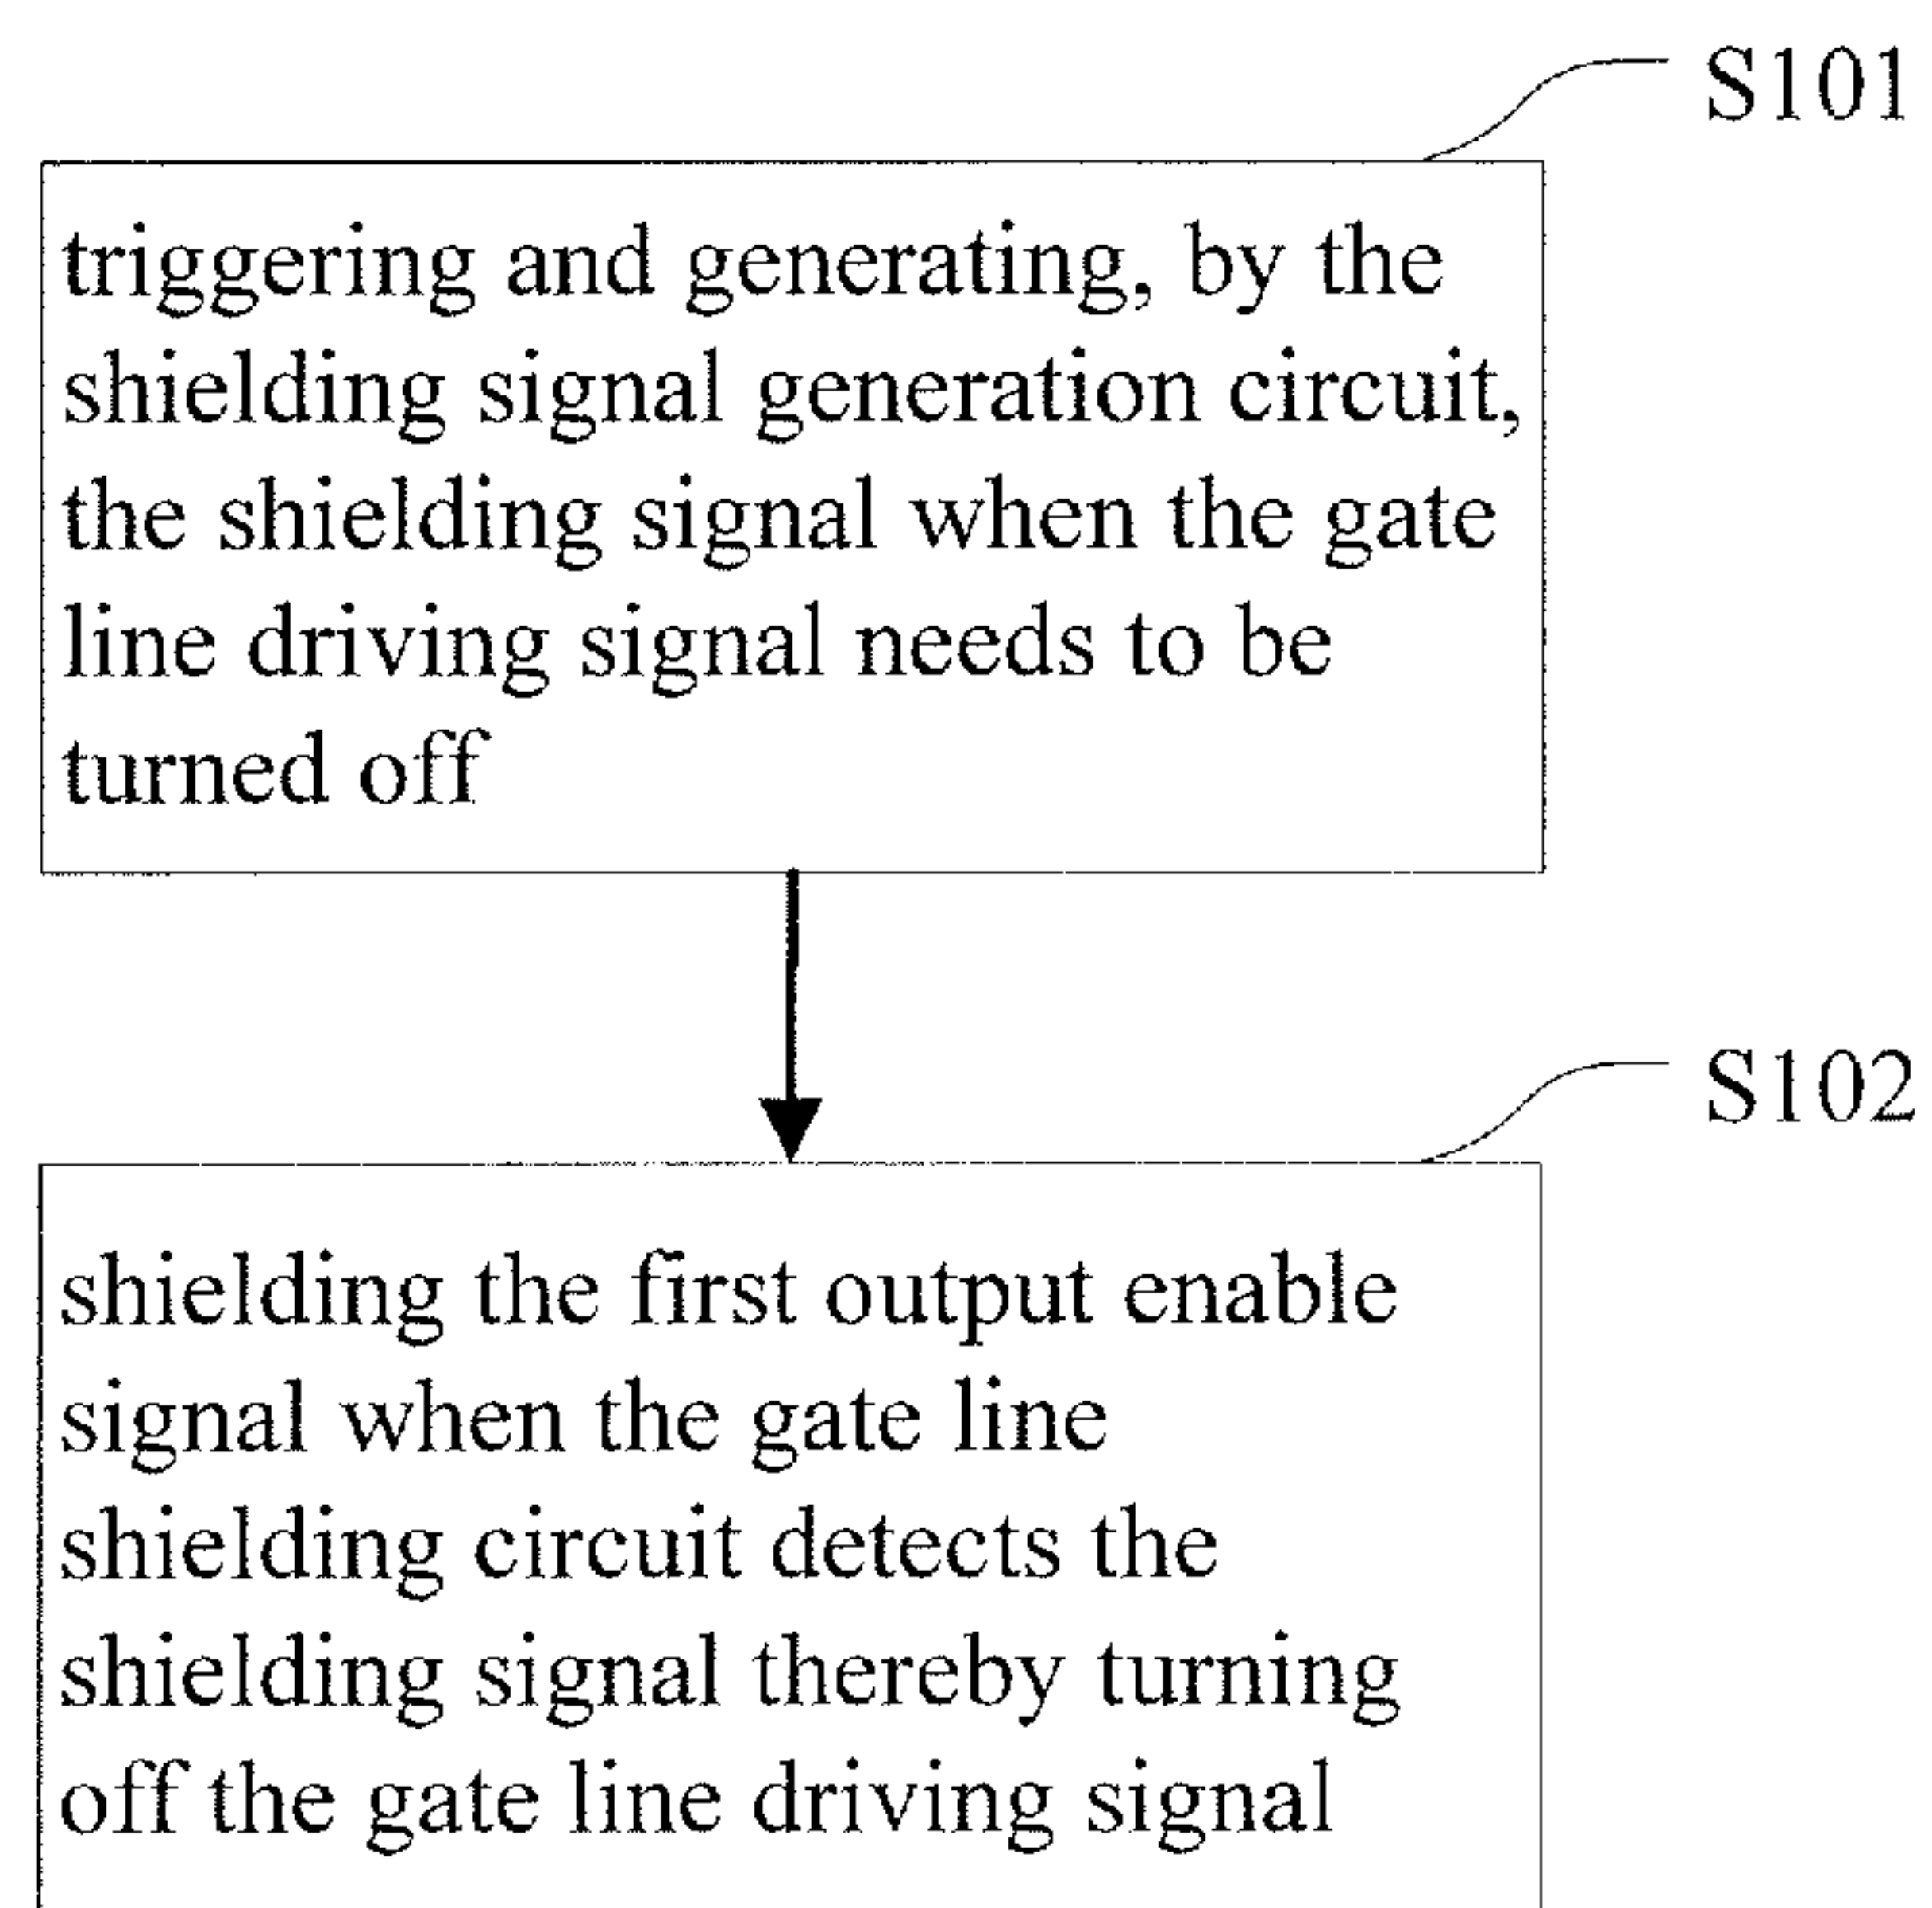 S101
triggering and generating, by the
shielding signal generation circuit,
the shielding signal when the gate
line driving signal needs to be
turned off
S102
shielding the first output enable
signal when the gate line
shielding circuit detects the
shielding signal thereby turning
off the gate line driving signal